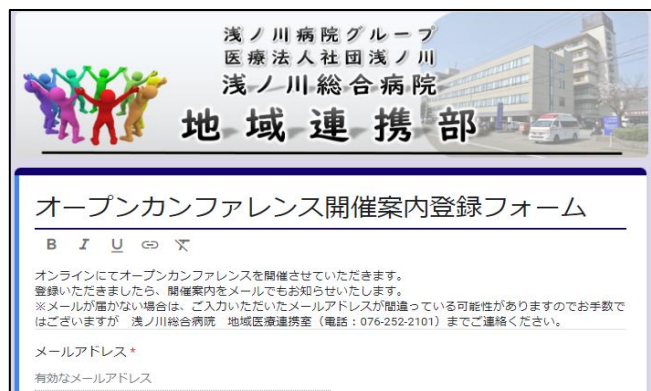 浅ノ川病院グループ
医療法人社団浅ノ川
浅ノ川総合病院
地域連携部
オープンカンファレンス開催案内登録フォーム
B I U
オンラインにてオープンカンファレンスを開催させていただきます。
登録いただきましたら、開催案内をメールでもお知らせいたします。
※メールが届かない場合は、ご入力いただいたメールアドレスが間違っている可能性がありますのでお手数で
はございますが　浅ノ川総合病院　地域医療連携室（電話：076-252-2101）までご連絡ください。
メールアドレス *
有効なメールアドレス